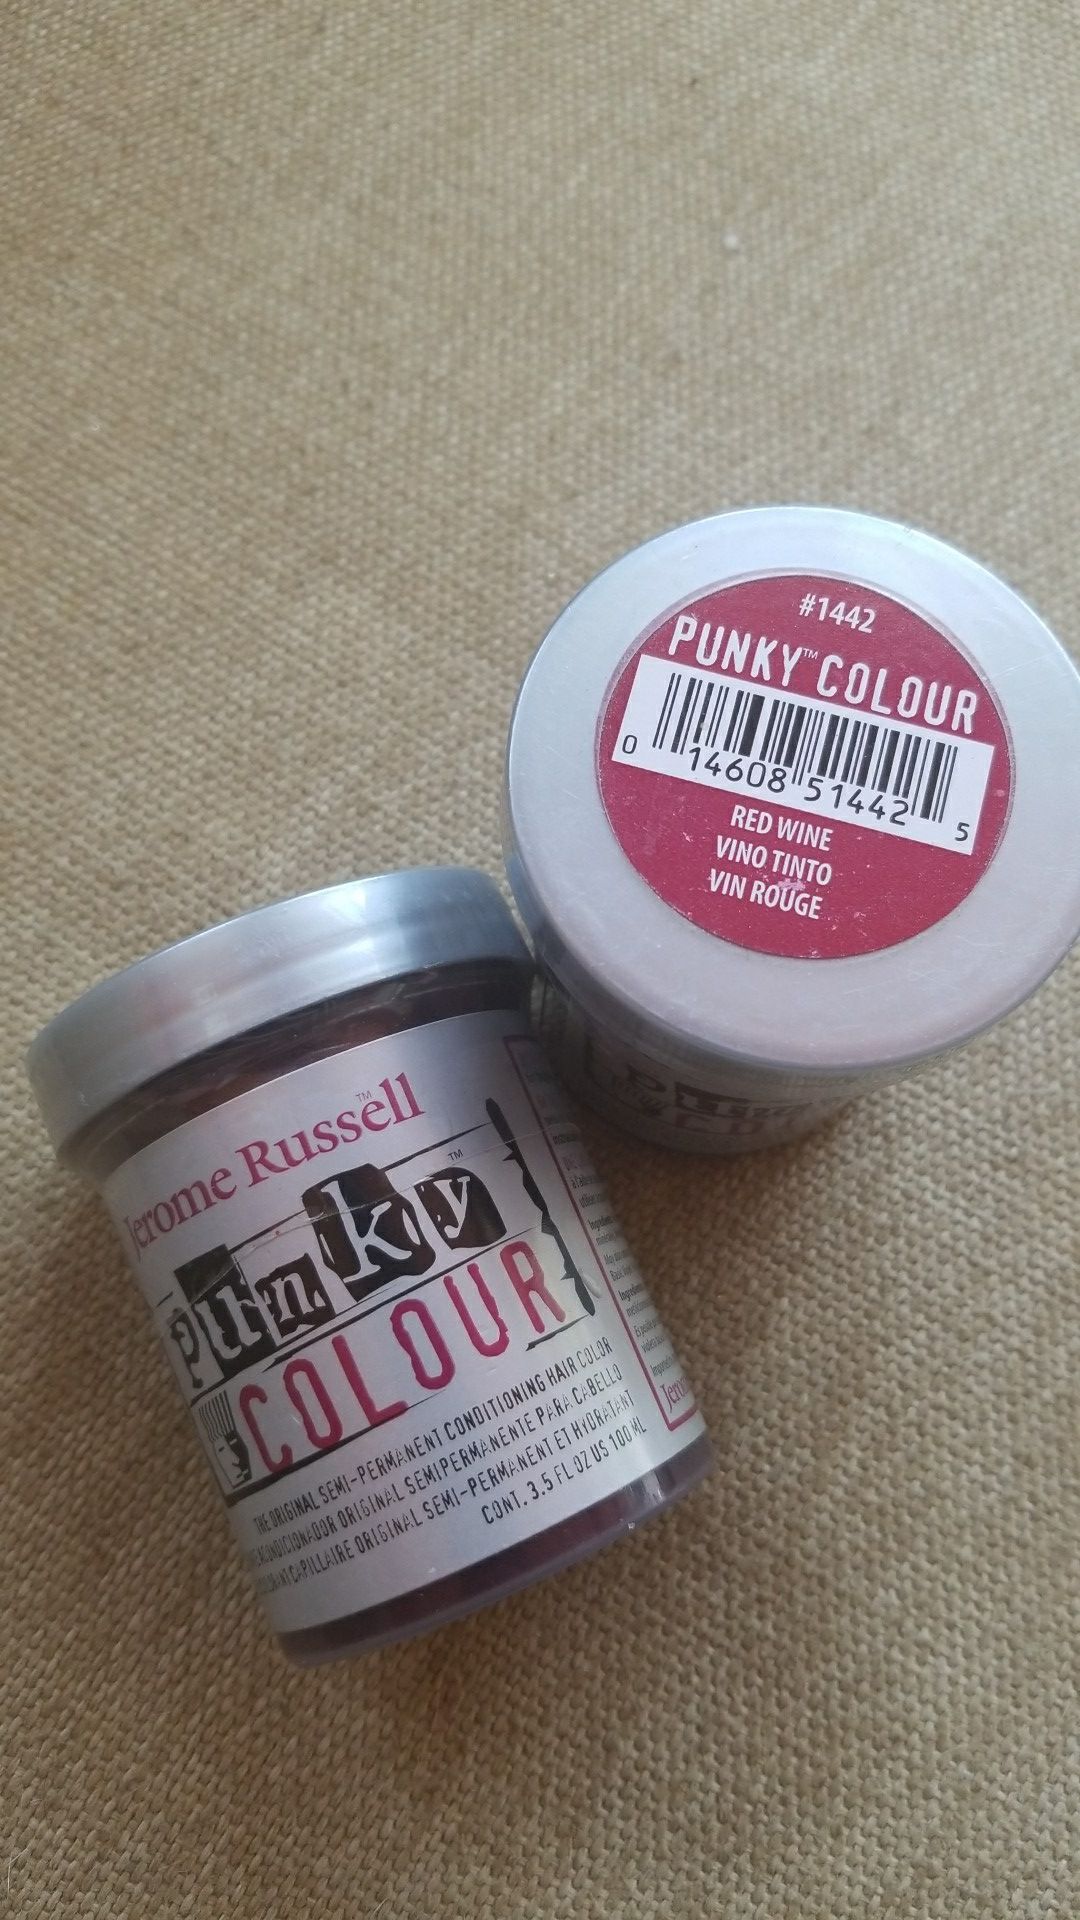 #1442
PUNKY™ COLOUR
0 14608 51442 5
RED WINE
VINO TINTO
VIN ROUGE
Jerome Russell™
Punky™
COLOUR
THE ORIGINAL SEMI-PERMANENT CONDITIONING HAIR COLOR
ACONDICIONADOR ORIGINAL SEMIPERMANENTE PARA CABELLO
CAPILLAIRE ORIGINAL SEMI-PERMANENT ET HYDRATANT
CONT. 3.5 FL OZ US 100 ML